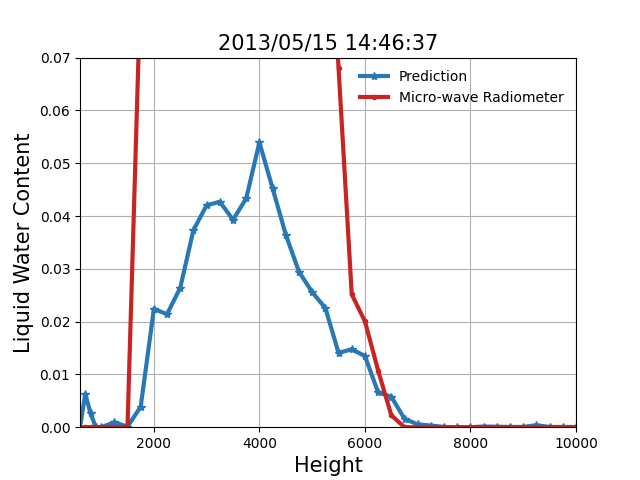 2013/05/15 14:46:37
0.07
0.06
0.05
0.04
0.03
0.02
0.01
0.00
Liquid Water Content
Prediction
Micro-wave Radiometer
2000 4000 6000 8000 10000
Height